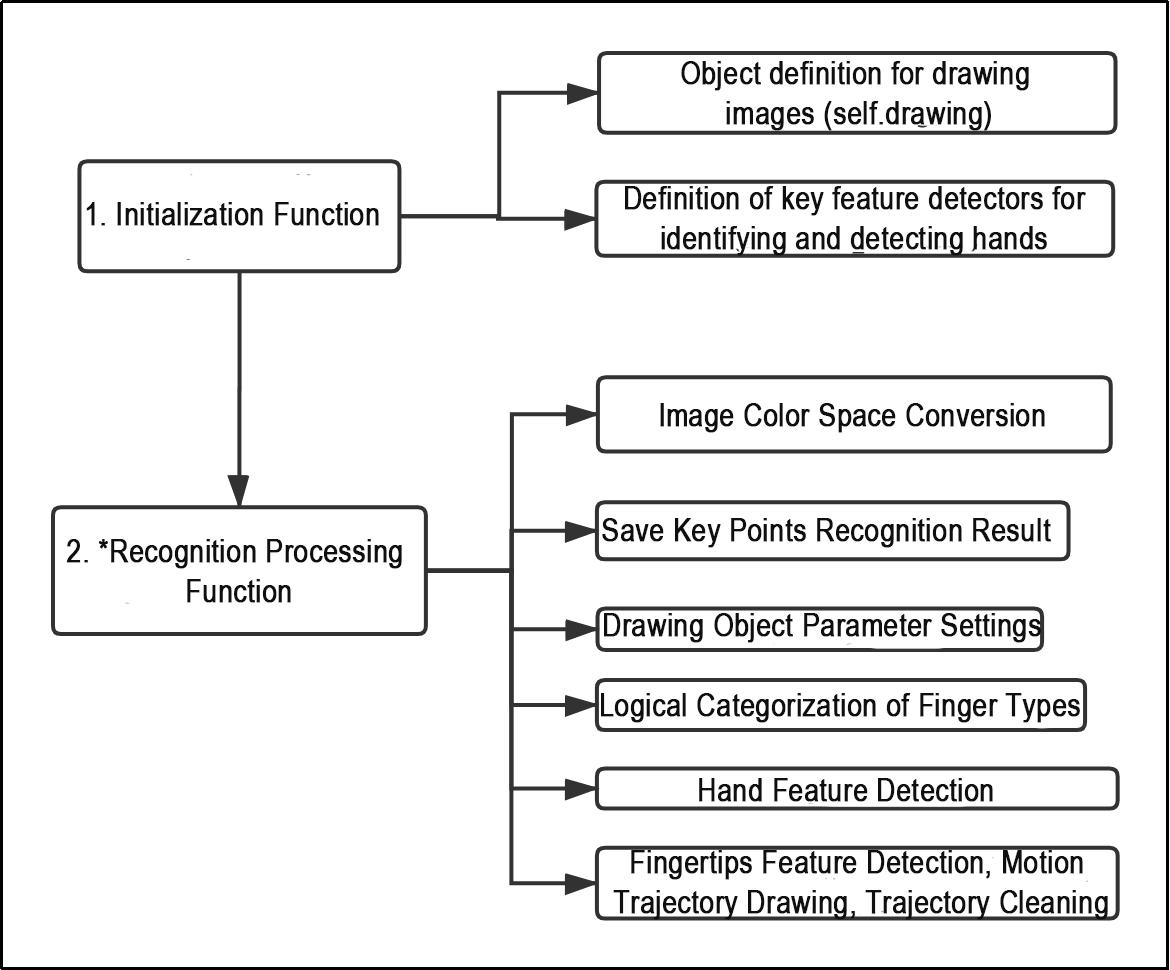 Object definition for drawing
images (self.drawing)
1. Initialization Function
Definition of key feature detectors for
identifying and detecting hands
Image Color Space Conversion
Save Key Points Recognition Result
2. *Recognition Processing
Function
Drawing Object Parameter Settings
Logical Categorization of Finger Types
Hand Feature Detection
Fingertips Feature Detection, Motion
Trajectory Drawing, Trajectory Cleaning